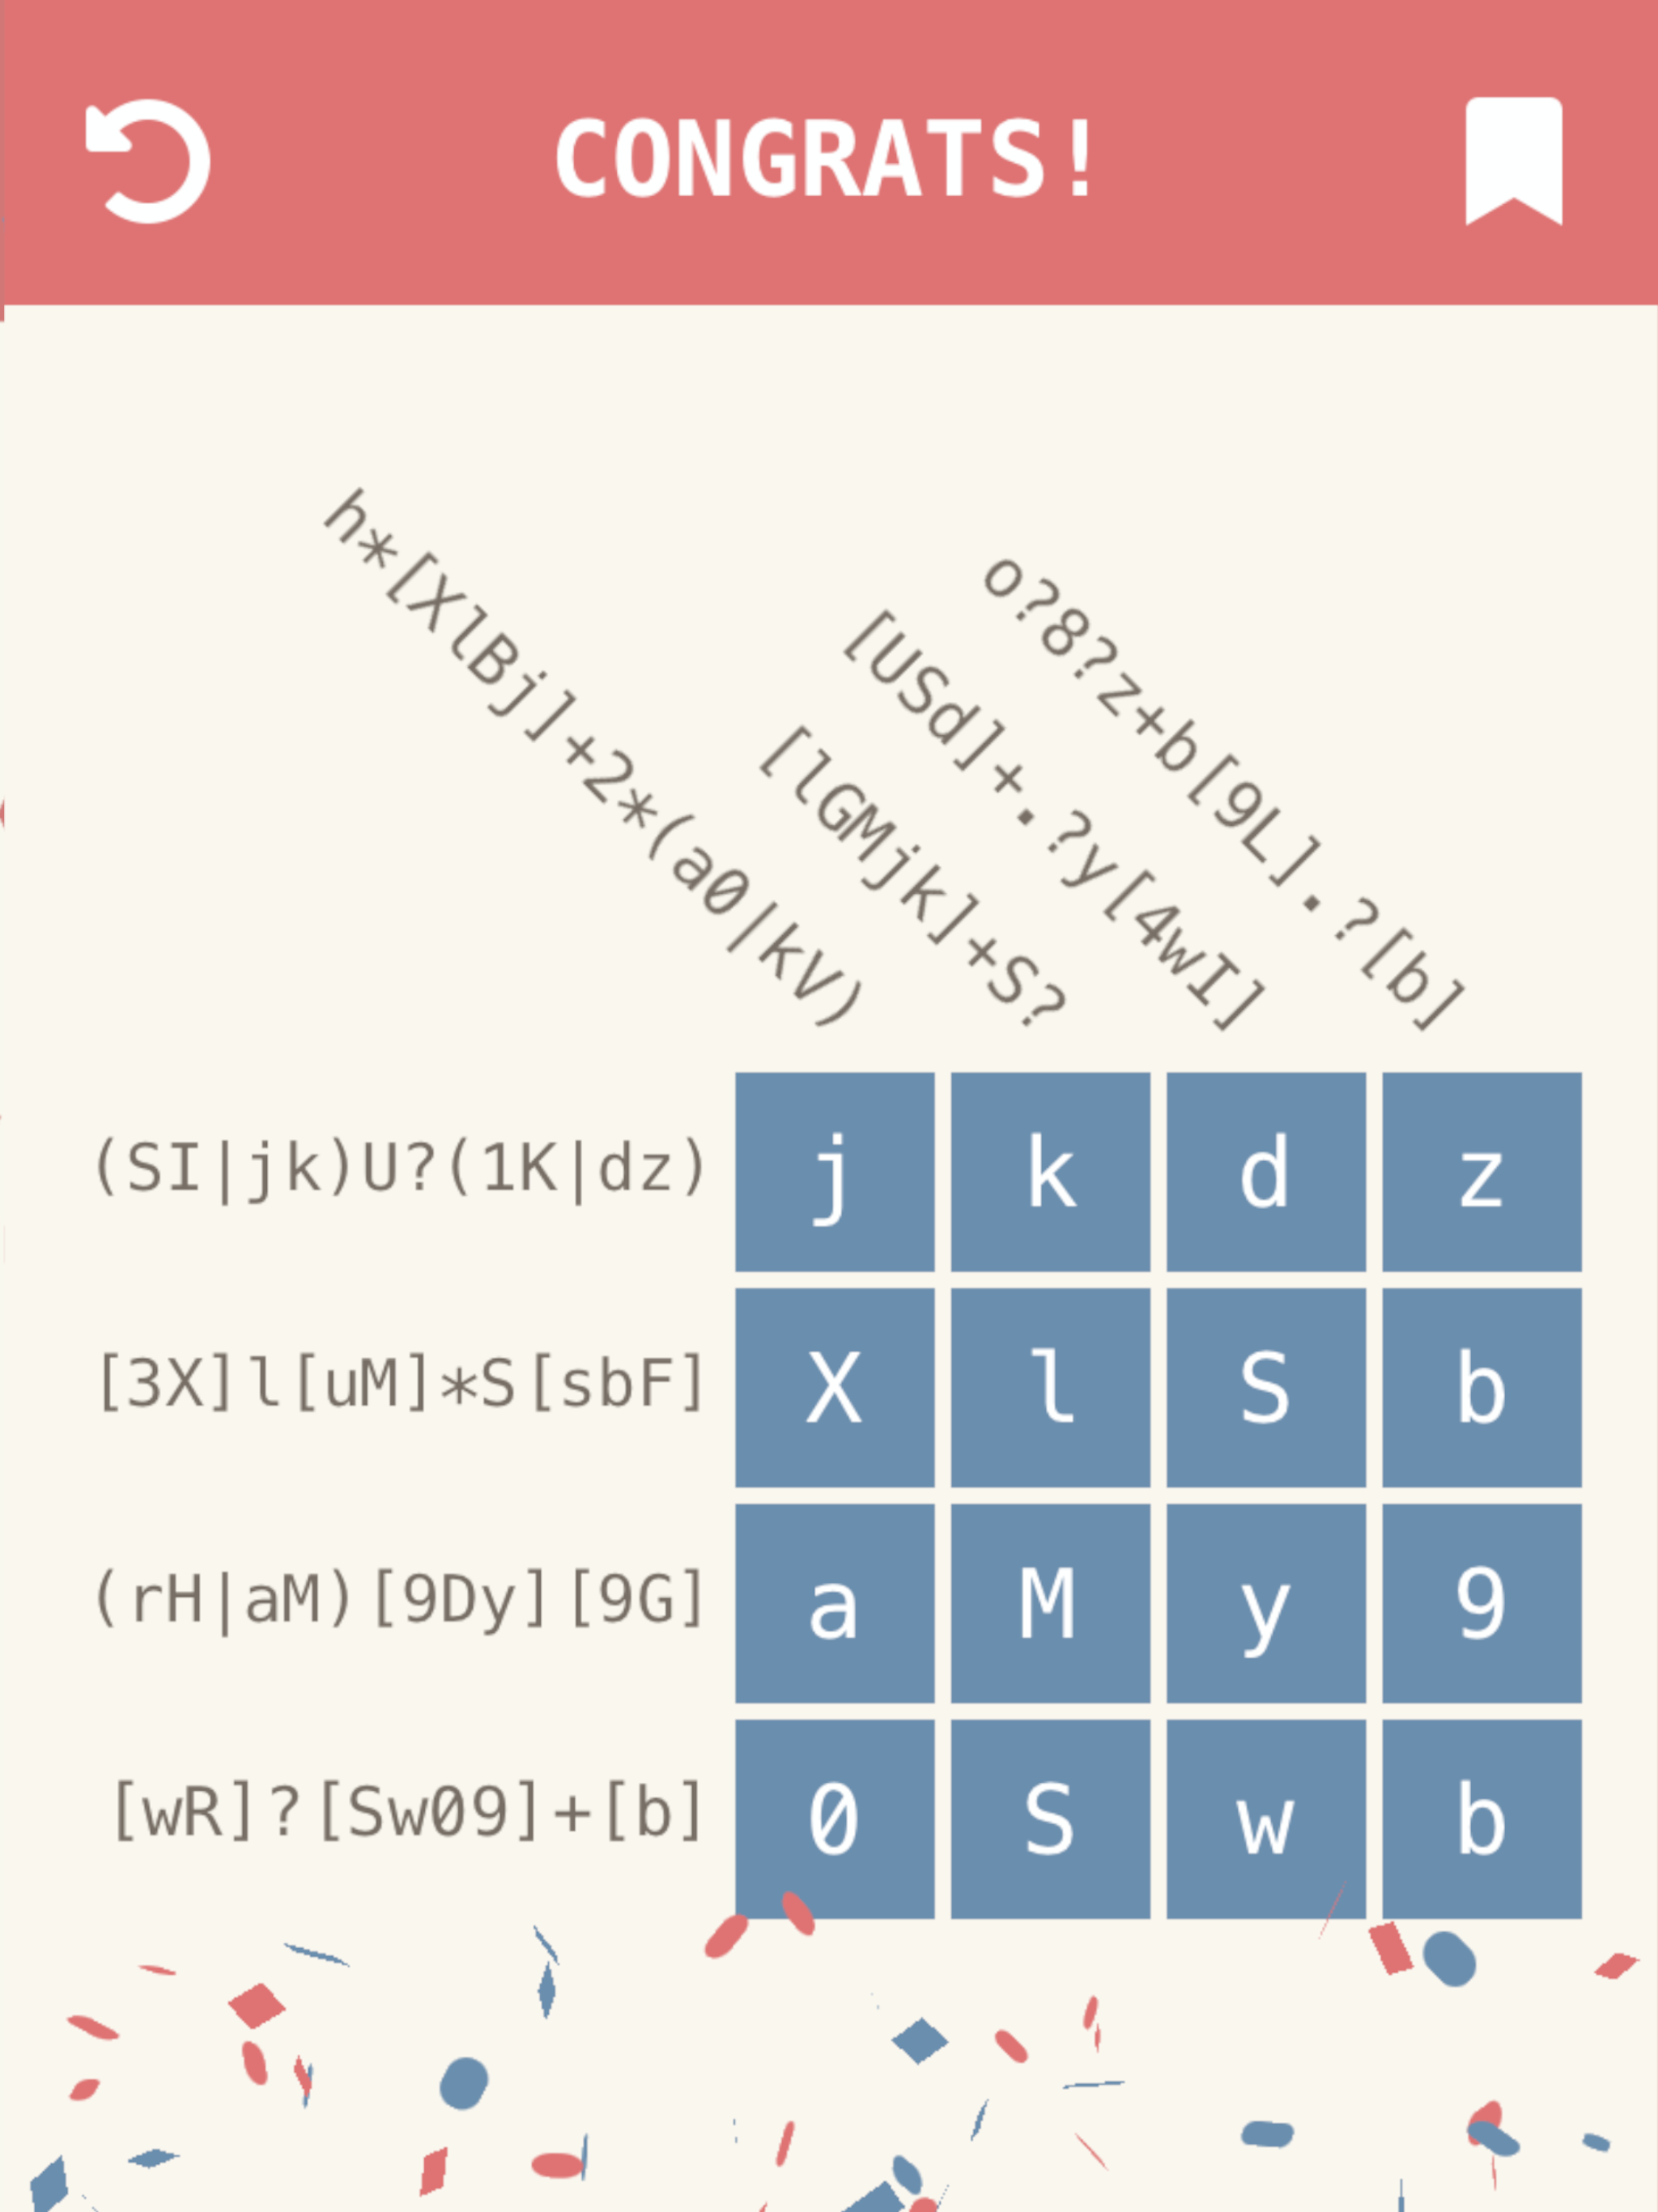 CONGRATS!
h*[XlBj]+2*(a0|kV)
[lGMjk]+S?
[USd]+.?y[4wI]
o?8?z+b[9L].?[b]
(SI|jk)U?(1K|dz)
j k d z
[3X]l[uM]*S[sbF]
X l S b
(rH|aM)[9Dy][9G]
a M y 9
[wR]?[Sw09]+[b]
0 S w b